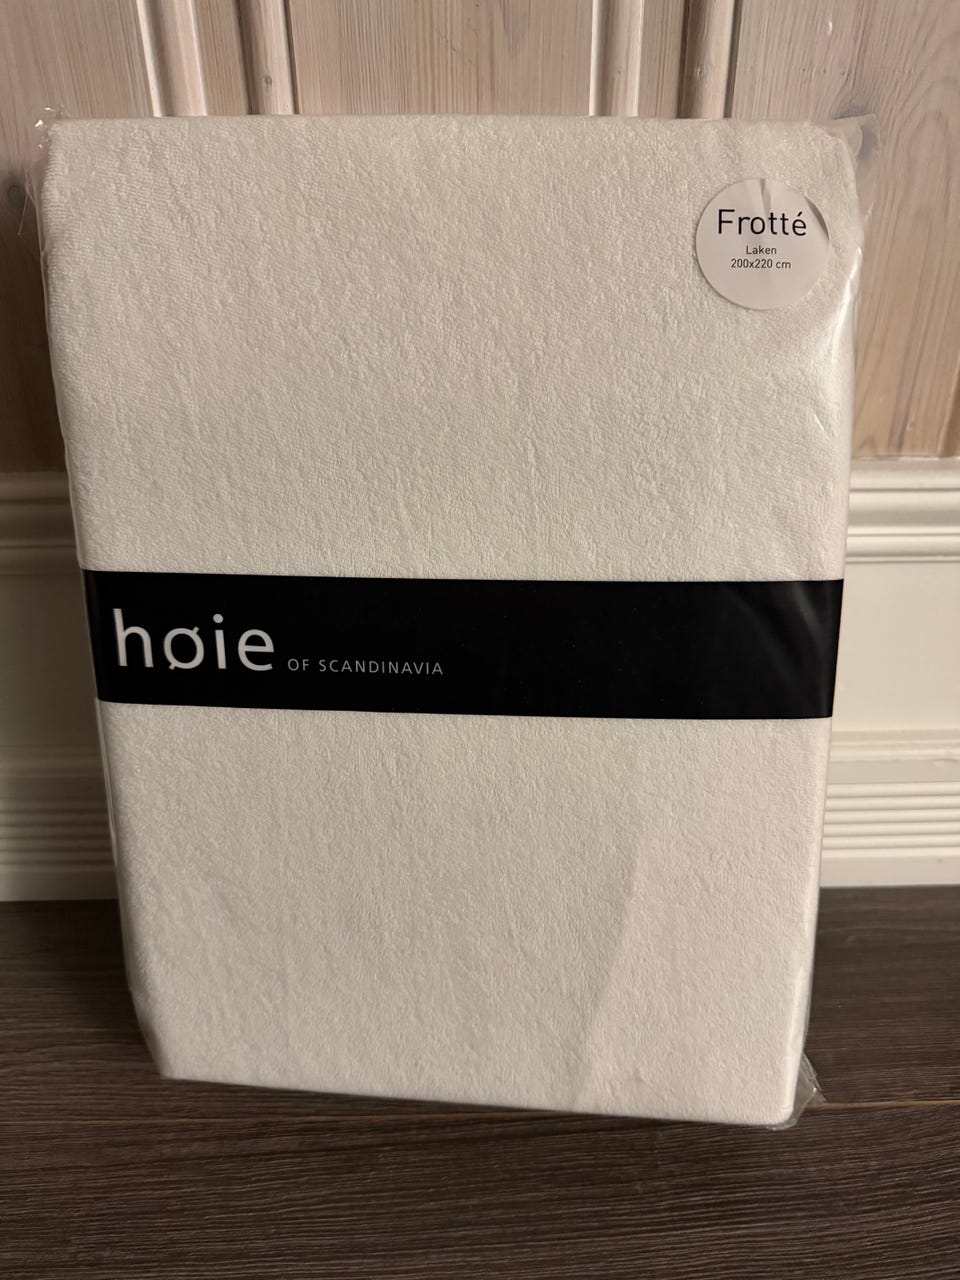 Frotté
Laken
200x220 cm
høie OF SCANDINAVIA